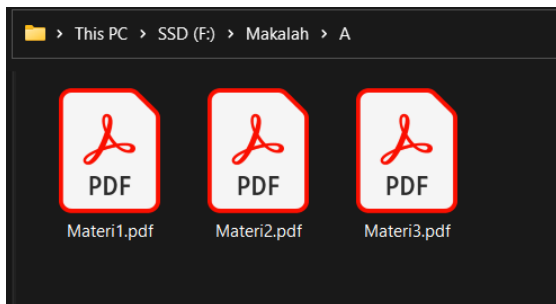 This PC > SSD (F:) > Makalah > A
PDF PDF PDF
Materi1.pdf Materi2.pdf Materi3.pdf